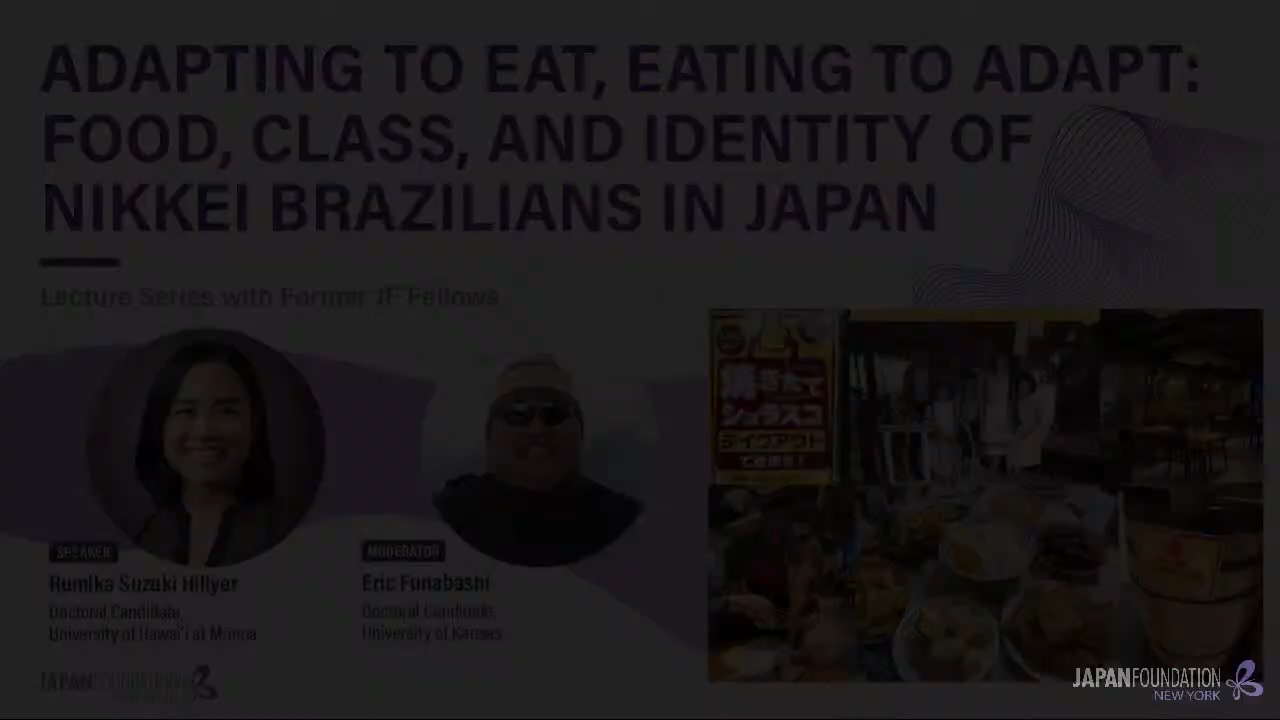 ADAPTING TO EAT, EATING TO ADAPT:
FOOD, CLASS, AND IDENTITY OF
NIKKEI BRAZILIANS IN JAPAN
Lecture Series with Former JF Fellows
SPEAKER
Rumika Suzuki Hillyer
Doctoral Candidate,
University of Hawai'i at Mānoa
MODERATOR
Eric Funabashi
Doctoral Candidate,
University of Kansas
焼きたて
シュラスコ
テイクアウト
JAPANFOUNDATION
JAPANFOUNDATION
NEW YORK